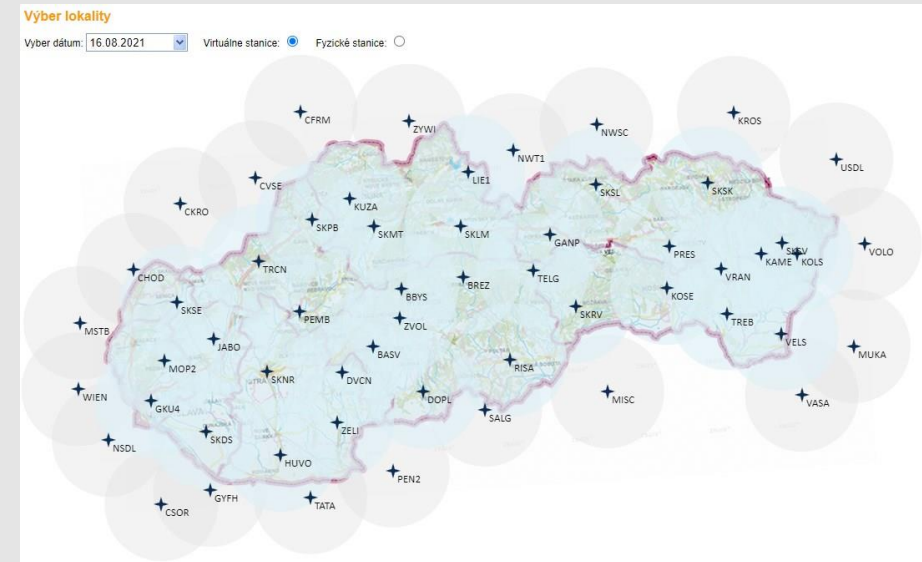 Výber lokality
Vyber dátum: 16.08.2021 Virtuálne stanice: Fyzické stanice:
CFRM
KROS
ZYWI
NWSC
NWT1
USDL
LIE1
CVSE
SKSL
SKSK
KUZA
CKRO
SKPB
SKMT
SKLM
GANP
PRES
SKSV
VOLO
KAME
KOLS
TRCN
CHOD
TELG
VRAN
BREZ
BBYS
KOSE
SKSE
SKRV
PEMB
TREB
ZVOL
MSTB
VELS
JABO
BASV
MUKA
MOP2
RISA
SKNR
DVCN
WIEN
DOPL
MISC
VASA
GKU4
SALG
ZELI
SKDS
NSDL
HUVO
PEN2
GYFH
TATA
CSOR